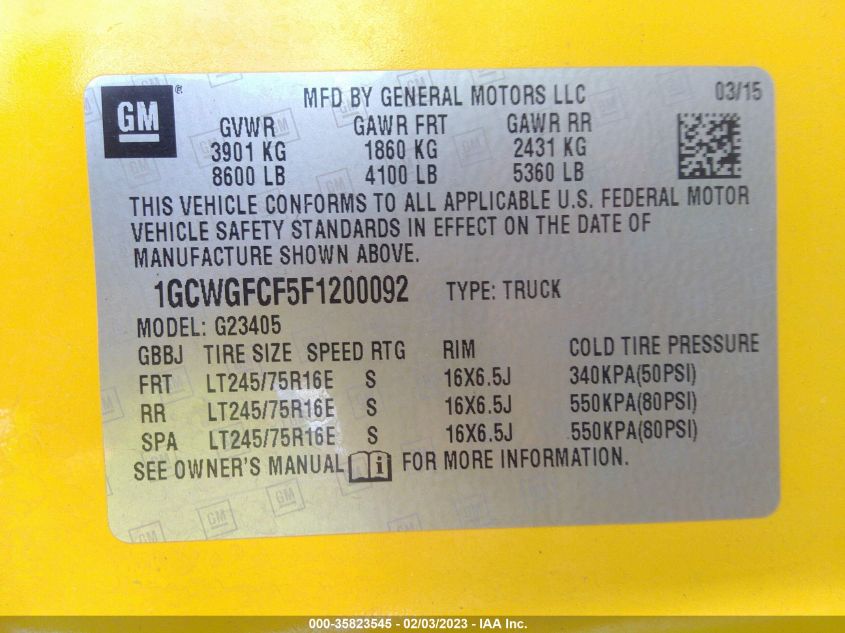 GM ®
MFD BY GENERAL MOTORS LLC 03/15
GVWR GAWR FRT GAWR RR
3901 KG 1860 KG 2431 KG
8600 LB 4100 LB 5360 LB
THIS VEHICLE CONFORMS TO ALL APPLICABLE U.S. FEDERAL MOTOR
VEHICLE SAFETY STANDARDS IN EFFECT ON THE DATE OF
MANUFACTURE SHOWN ABOVE.
1GCWGFCF5F1200092 TYPE: TRUCK
MODEL: G23405
GBBJ TIRE SIZE SPEED RTG RIM COLD TIRE PRESSURE
FRT LT245/75R16E S 16X6.5J 340KPA(50PSI)
RR LT245/75R16E S 16X6.5J 550KPA(80PSI)
SPA LT245/75R16E S 16X6.5J 550KPA(80PSI)
SEE OWNER'S MANUAL i FOR MORE INFORMATION.
GM GM GM
000-35823545 - 02/03/2023 - IAA Inc.